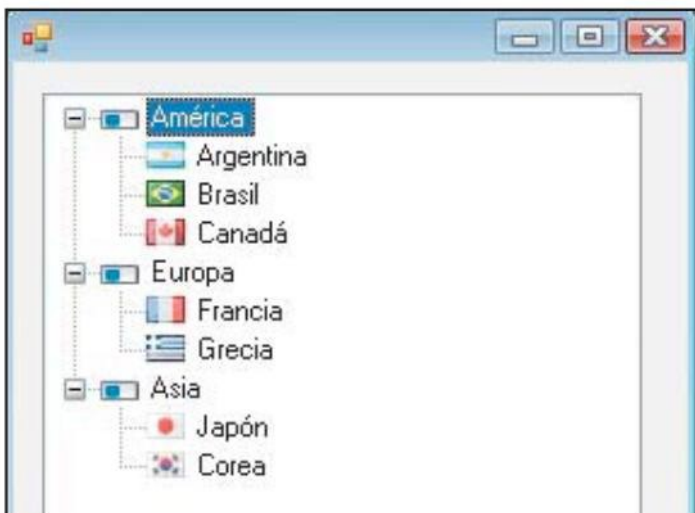 América
Argentina
Brasil
Canadá
Europa
Francia
Grecia
Asia
Japón
Corea